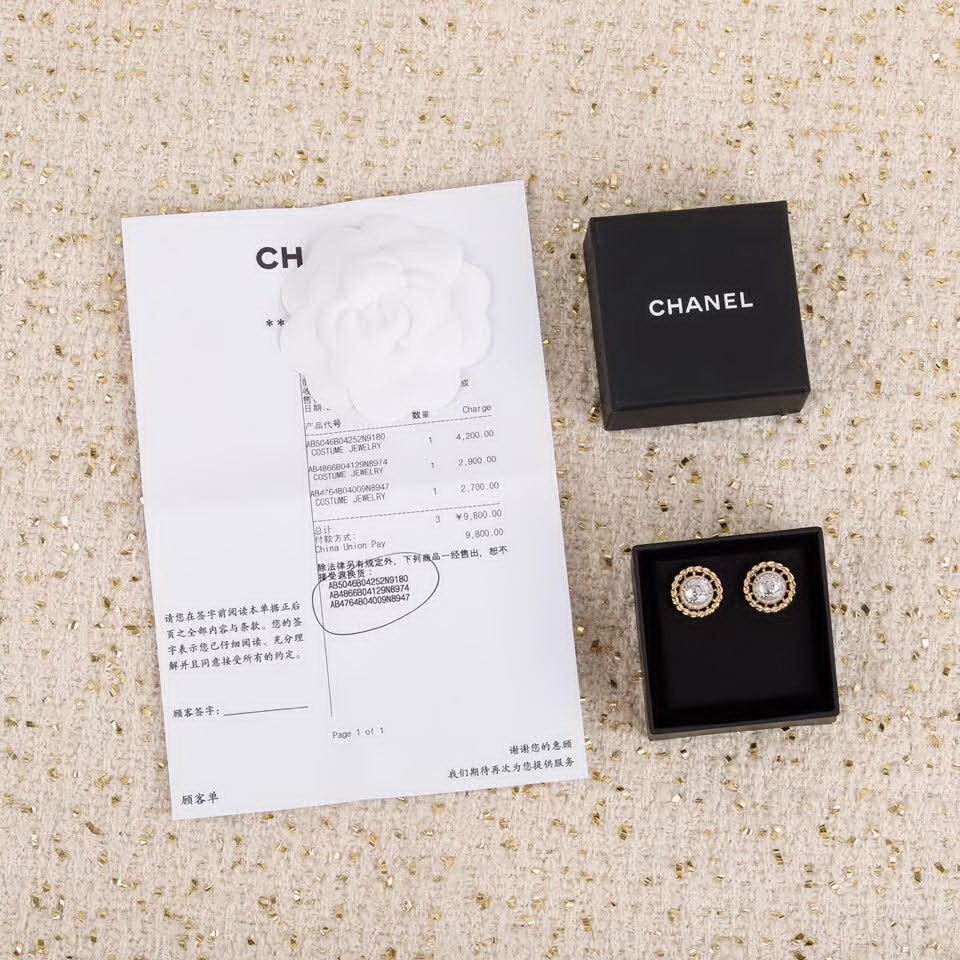 CH
**
日期:
或
产品代号 数量 Charge
AB5046B04252N9180 1 4,200.00
COSTUME JEWELRY
AB4866B04129N8974 1 2,900.00
COSTUME JEWELRY
AB4764B04009N8947 1 2,700.00
COSTUME JEWELRY
总计 3 ¥9,800.00
付款方式: 9,800.00
China Union Pay
除法律另有规定外，下列商品一经售出，恕不
接受退换货：
AB5046B04252N9180
AB4866B04129N8974
AB4764B04009N8947
请您在签字前阅读本单据正后
页之全部内容与条款。您的签
字表示您已仔细阅读、充分理
解并且同意接受所有的约定。
顾客签字:
Page 1 of 1
谢谢您的惠顾
我们期待再次为您提供服务
顾客单
CHANEL